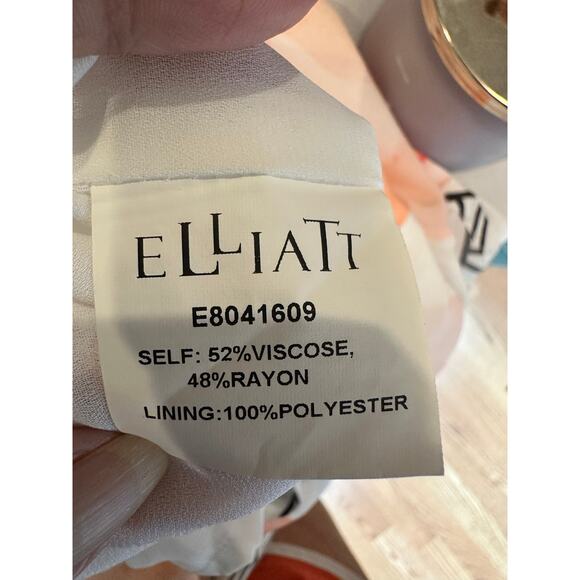 ELLIATT
E8041609
SELF: 52%VISCOSE,
48%RAYON
LINING:100%POLYESTER